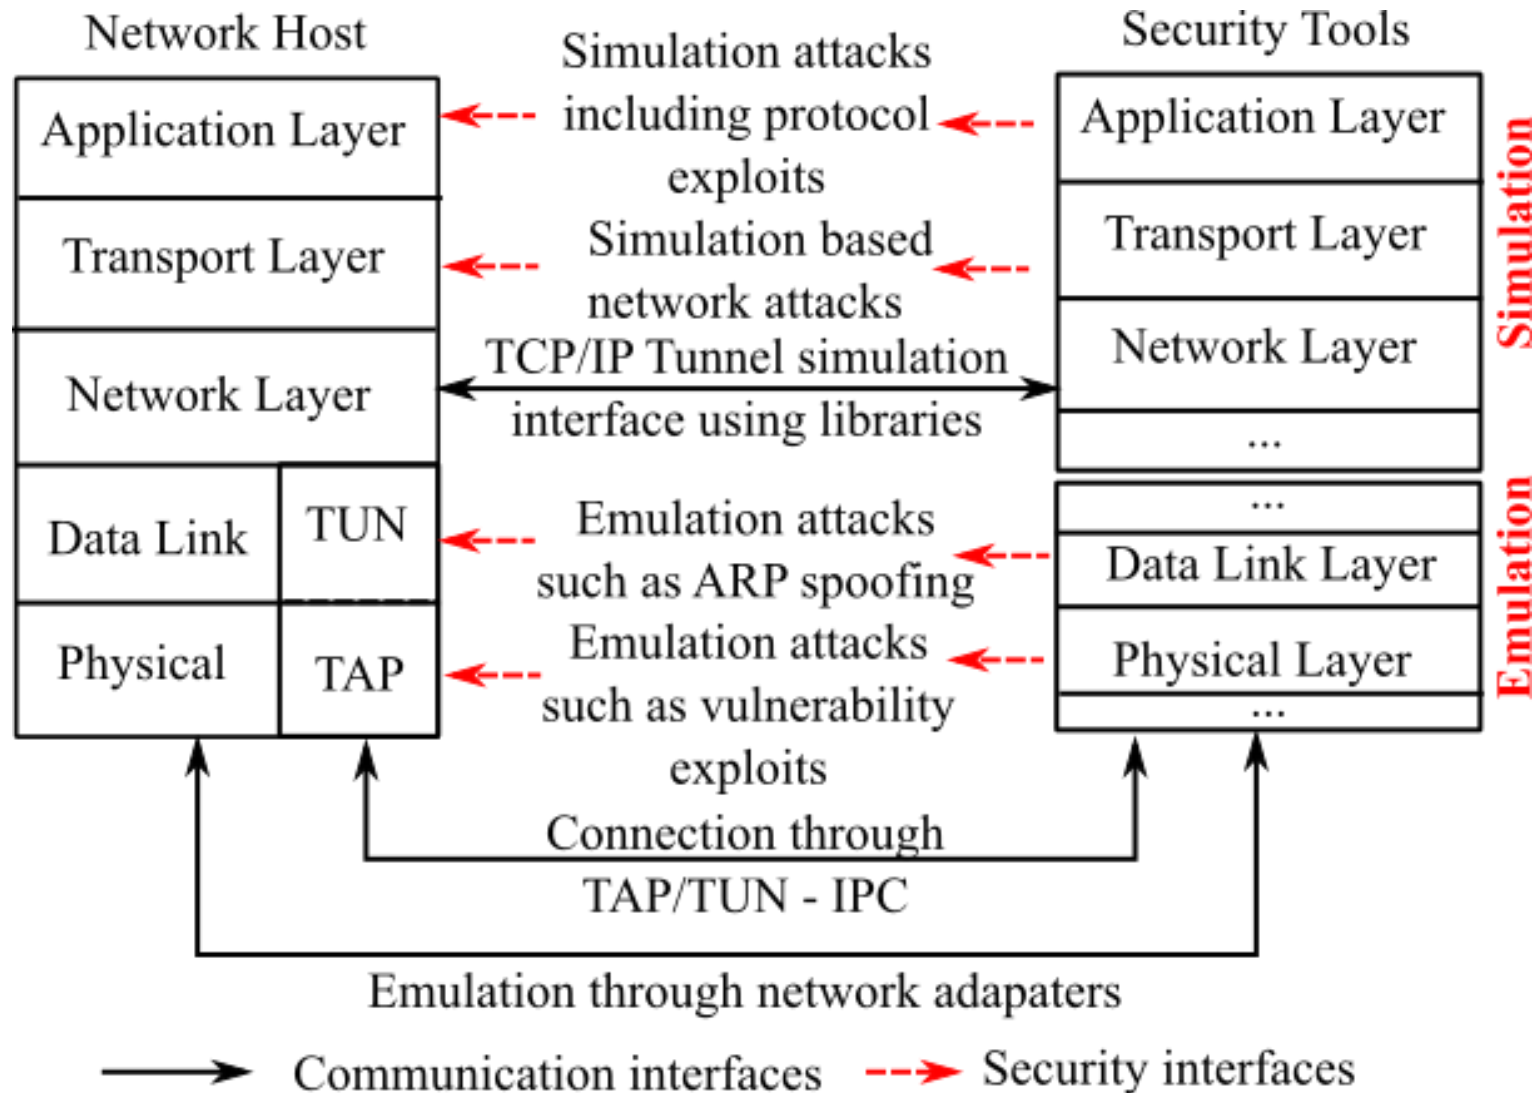 Network Host
Security Tools
Application Layer
Transport Layer
Network Layer
Data Link
TUN
Physical
TAP
Simulation attacks
including protocol
exploits
Simulation based
network attacks
TCP/IP Tunnel simulation
interface using libraries
Emulation attacks
such as ARP spoofing
Emulation attacks
such as vulnerability
exploits
Connection through
TAP/TUN - IPC
Emulation through network adapaters
Application Layer
Transport Layer
Network Layer
...
...
Data Link Layer
Physical Layer
...
Simulation
Emulation
Communication interfaces
Security interfaces